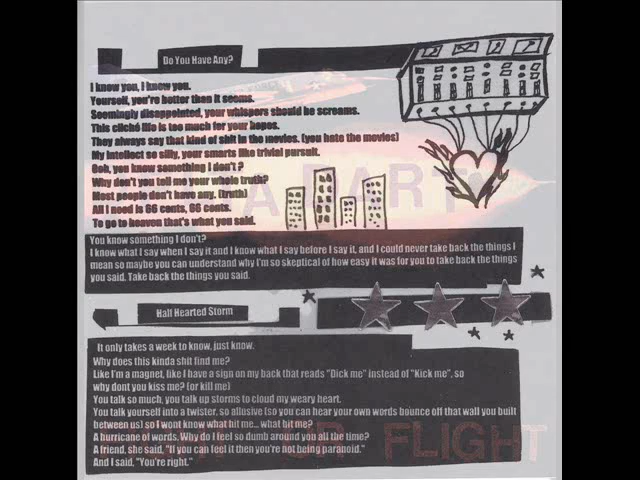 Do You Have Any?
I know you, I know you.
Yourself, you're better than it seems.
Seemingly disappointed, your whispers should be screams.
This cliché life is too much for your hopes.
They always say that kind of shit in the movies. (you hate the movies)
My intellect so silly, your smarts like trivial pursuit.
Ooh, you know something I don't ?
Why don't you tell me your whole truth?
Most people don't have any. (truth)
All I need is 66 cents, 66 cents.
To go to heaven that's what you said.
A DART
You know something I don't?
I know what I say when I say it and I know what I say before I say it, and I could never take back the things I
mean so maybe you can understand why I'm so skeptical of how easy it was for you to take back the things
you said. Take back the things you said.
Half Hearted Storm
It only takes a week to know, just know.
Why does this kinda shit find me?
Like I'm a magnet, like I have a sign on my back that reads "Dick me" instead of "Kick me", so
why dont you kiss me? (or kill me)
You talk so much, you talk up storms to cloud my weary heart.
You talk yourself into a twister, so allusive (so you can hear your own words bounce off that wall you built
between us) so I wont know what hit me... what hit me?
A hurricane of words. Why do I feel so dumb around you all the time?
A friend, she said, "If you can feel it then you're not being paranoid."
And I said, "You're right."
OR FLIGHT